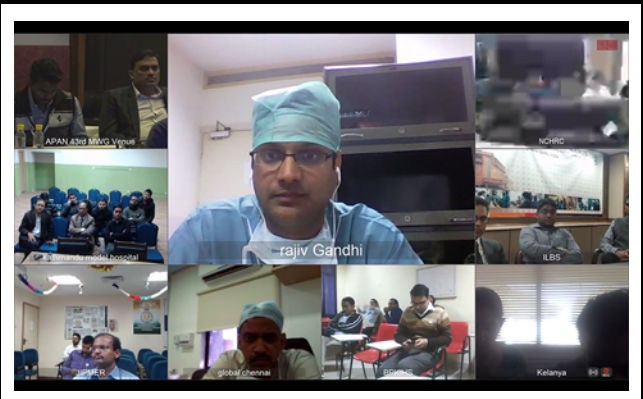 APAN 43rd MWG Venue
rajiv Gandhi
NCHRC
Kathmandu model hospital
ILBS
JIPMER
global chennai
BPKIHS
Kelanya